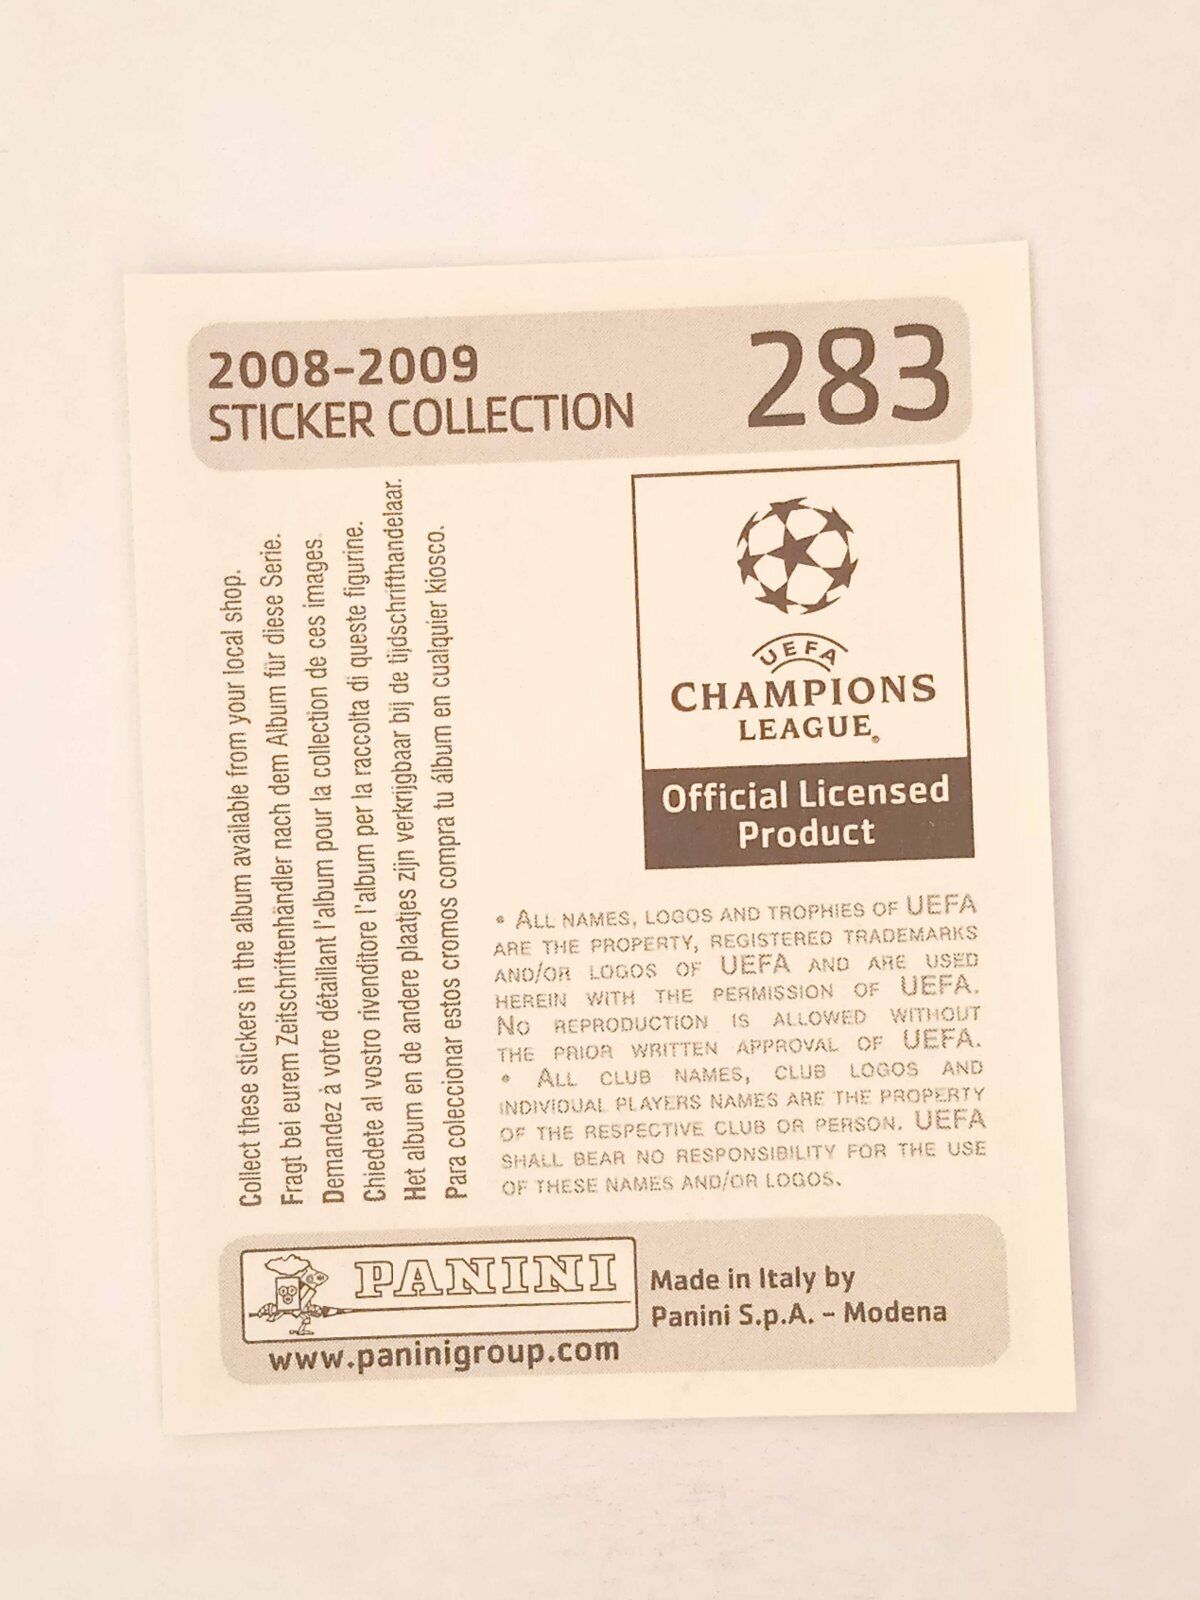 2008-2009
STICKER COLLECTION
283
Collect these stickers in the album available from your local shop.
Fragt bei eurem Zeitschriftenhändler nach dem Album für diese Serie.
Demandez à votre détaillant l'album pour la collection de ces images.
Chiedete al vostro rivenditore l'album per la raccolta di queste figurine.
Het album en de andere plaatjes zijn verkrijgbaar bij de tijdschrifthandelaar.
Para coleccionar estos cromos compra tu álbum en cualquier kiosco.
UEFA
CHAMPIONS
LEAGUE®
Official Licensed
Product
• ALL NAMES, LOGOS AND TROPHIES OF UEFA
ARE THE PROPERTY, REGISTERED TRADEMARKS
AND/OR LOGOS OF UEFA AND ARE USED
HEREIN WITH THE PERMISSION OF UEFA.
NO REPRODUCTION IS ALLOWED WITHOUT
THE PRIOR WRITTEN APPROVAL OF UEFA.
• ALL CLUB NAMES, CLUB LOGOS AND
INDIVIDUAL PLAYERS NAMES ARE THE PROPERTY
OF THE RESPECTIVE CLUB OR PERSON. UEFA
SHALL BEAR NO RESPONSIBILITY FOR THE USE
OF THESE NAMES AND/OR LOGOS.
PANINI
www.paninigroup.com
Made in Italy by
Panini S.p.A. - Modena